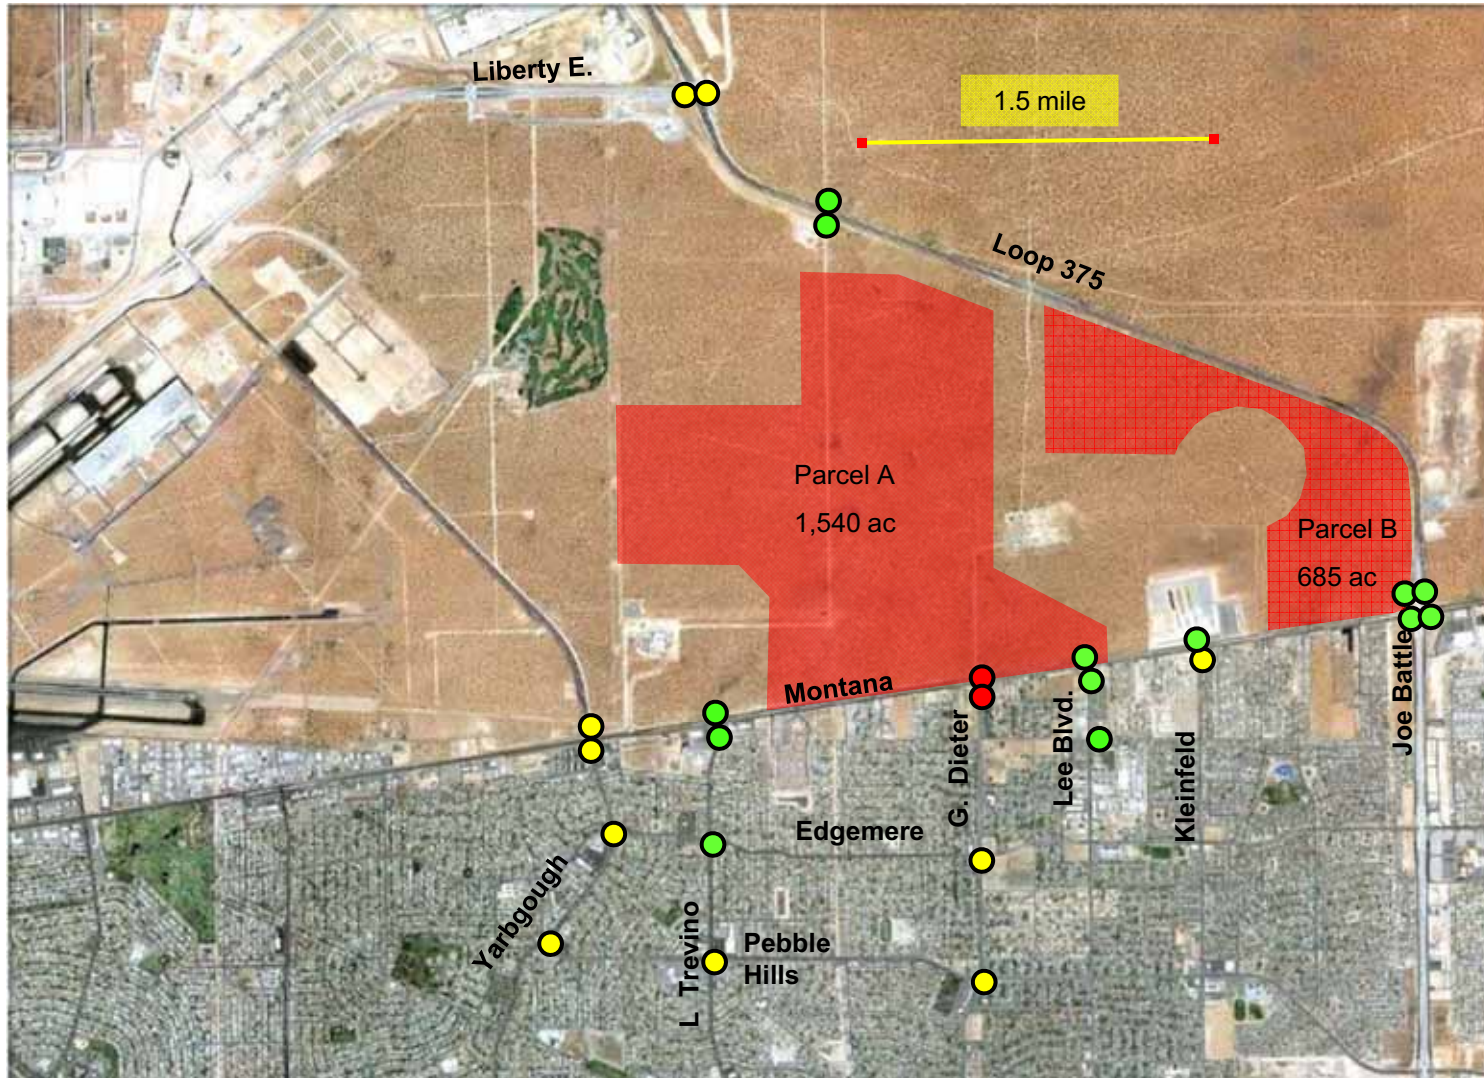 Liberty E.
1.5 mile
Loop 375
Parcel A
1,540 ac
Parcel B
685 ac
Montana
G. Dieter
Lee Blvd.
Kleinfeld
Joe Battle
Edgemere
Yarbgough
L Trevino
Pebble
Hills